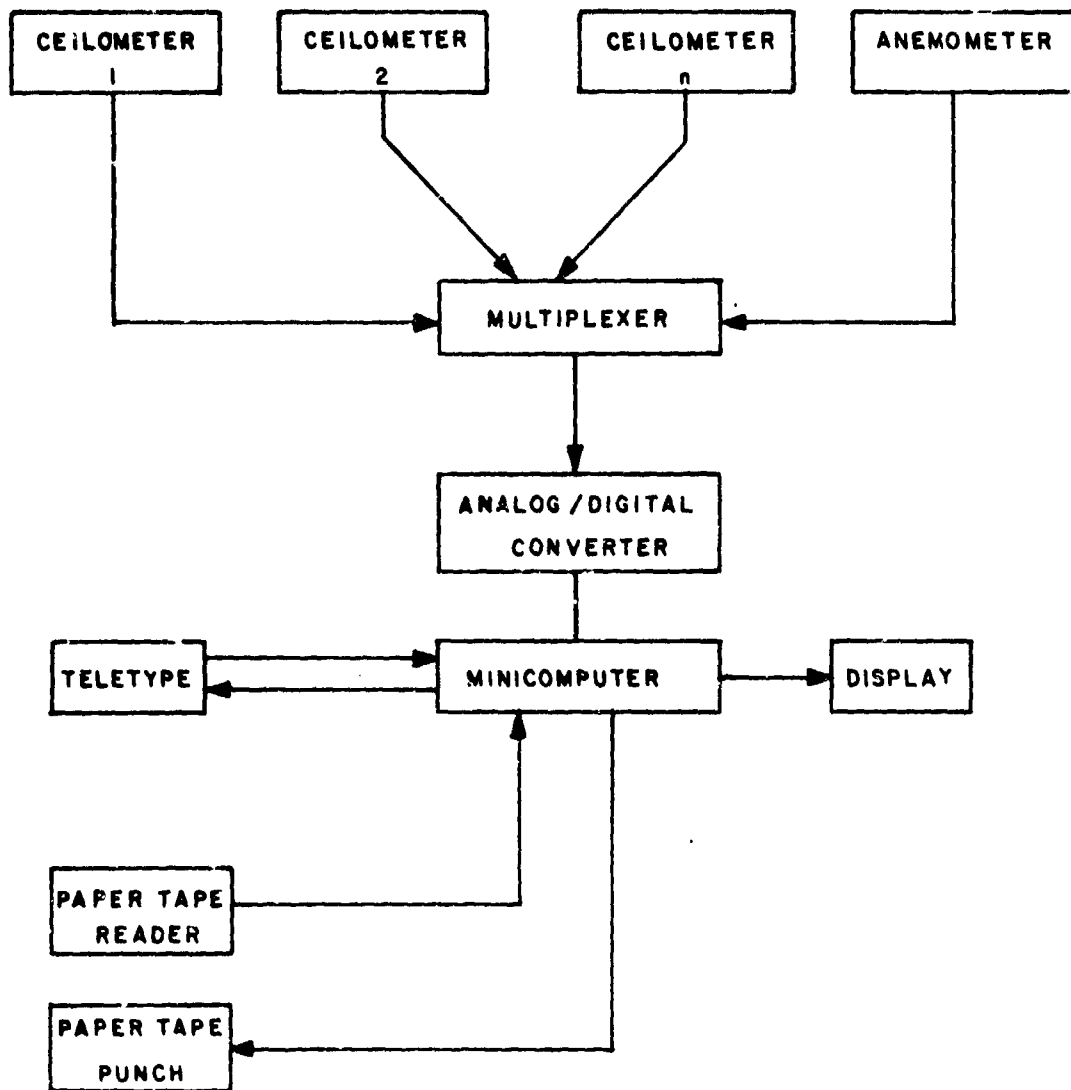 CEILOMETER
1
CEILOMETER
2
CEILOMETER
n
ANEMOMETER
MULTIPLEXER
ANALOG/DIGITAL
CONVERTER
TELETYPE
MINICOMPUTER
DISPLAY
PAPER TAPE
READER
PAPER TAPE
PUNCH